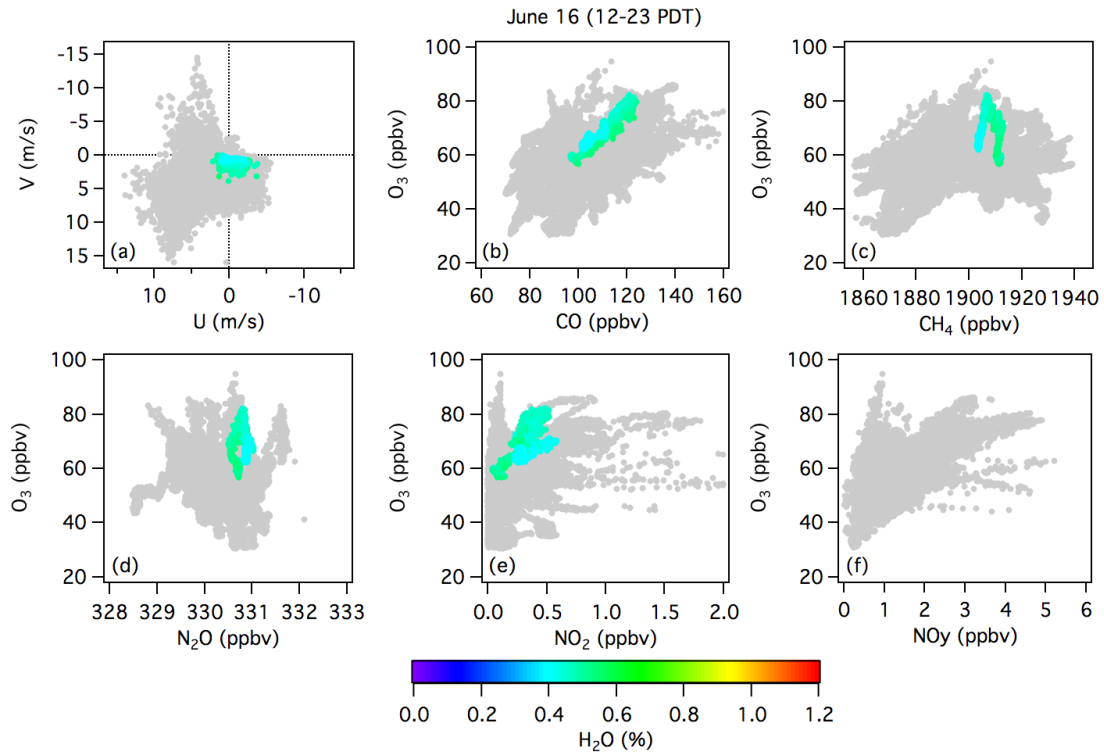 June 16 (12-23 PDT)
V (m/s)
-15
-10
-5
0
5
10
15
(a)
10 0 -10
U (m/s)
O₃ (ppbv)
100
80
60
40
20
(b)
60 80 100 120 140 160
CO (ppbv)
O₃ (ppbv)
100
80
60
40
20
(c)
1860 1880 1900 1920 1940
CH₄ (ppbv)
O₃ (ppbv)
100
80
60
40
20
(d)
328 329 330 331 332 333
N₂O (ppbv)
O₃ (ppbv)
100
80
60
40
20
(e)
0.0 0.5 1.0 1.5 2.0
NO₂ (ppbv)
O₃ (ppbv)
100
80
60
40
20
(f)
0 1 2 3 4 5 6
NOy (ppbv)
0.0 0.2 0.4 0.6 0.8 1.0 1.2
H₂O (%)